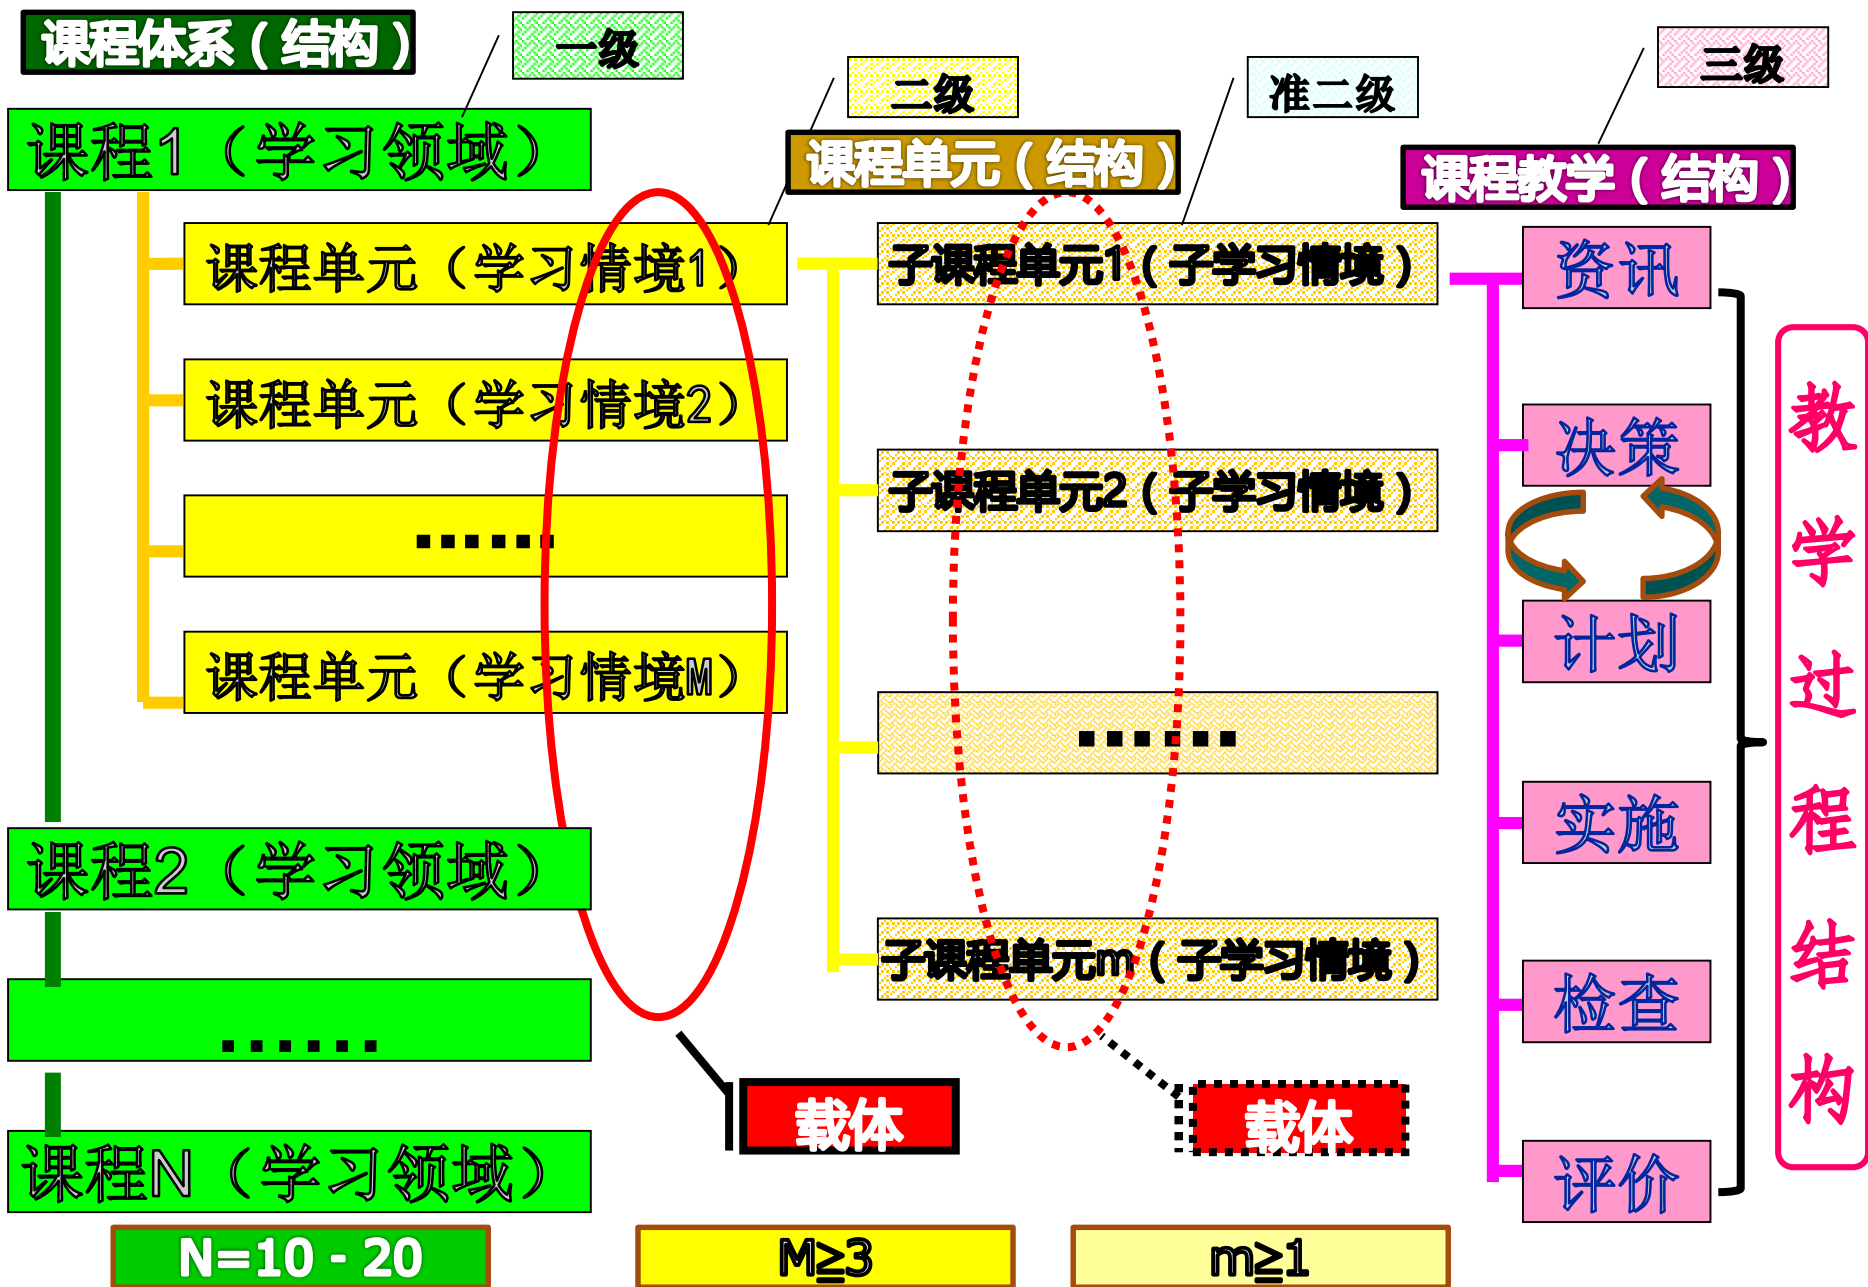 课程体系（结构）
一级
二级
准二级
三级
课程1（学习领域）
课程单元（结构）
课程教学（结构）
课程单元（学习情境1）
课程单元（学习情境2）
……
课程单元（学习情境M）
课程2（学习领域）
……
课程N（学习领域）
子课程单元1（子学习情境）
子课程单元2（子学习情境）
……
子课程单元m（子学习情境）
资讯
决策
计划
实施
检查
评价
教学过程结构
载体
载体
N=10 - 20
M≥3
m≥1